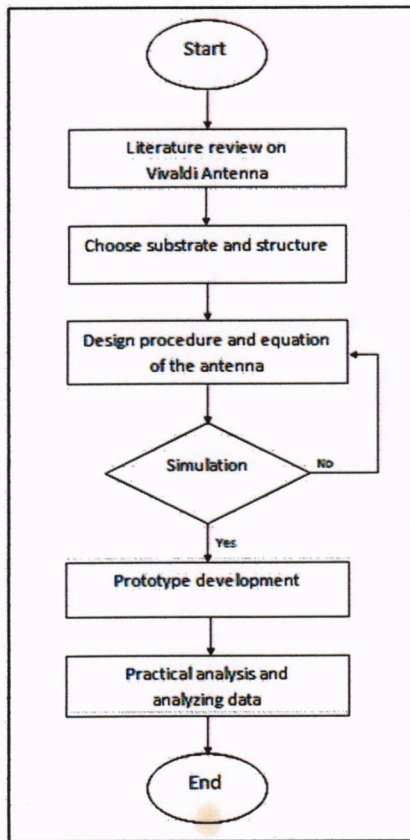 Start
Literature review on
Vivaldi Antenna
Choose substrate and structure
Design procedure and equation
of the antenna
Simulation
No
Yes
Prototype development
Practical analysis and
analyzing data
End